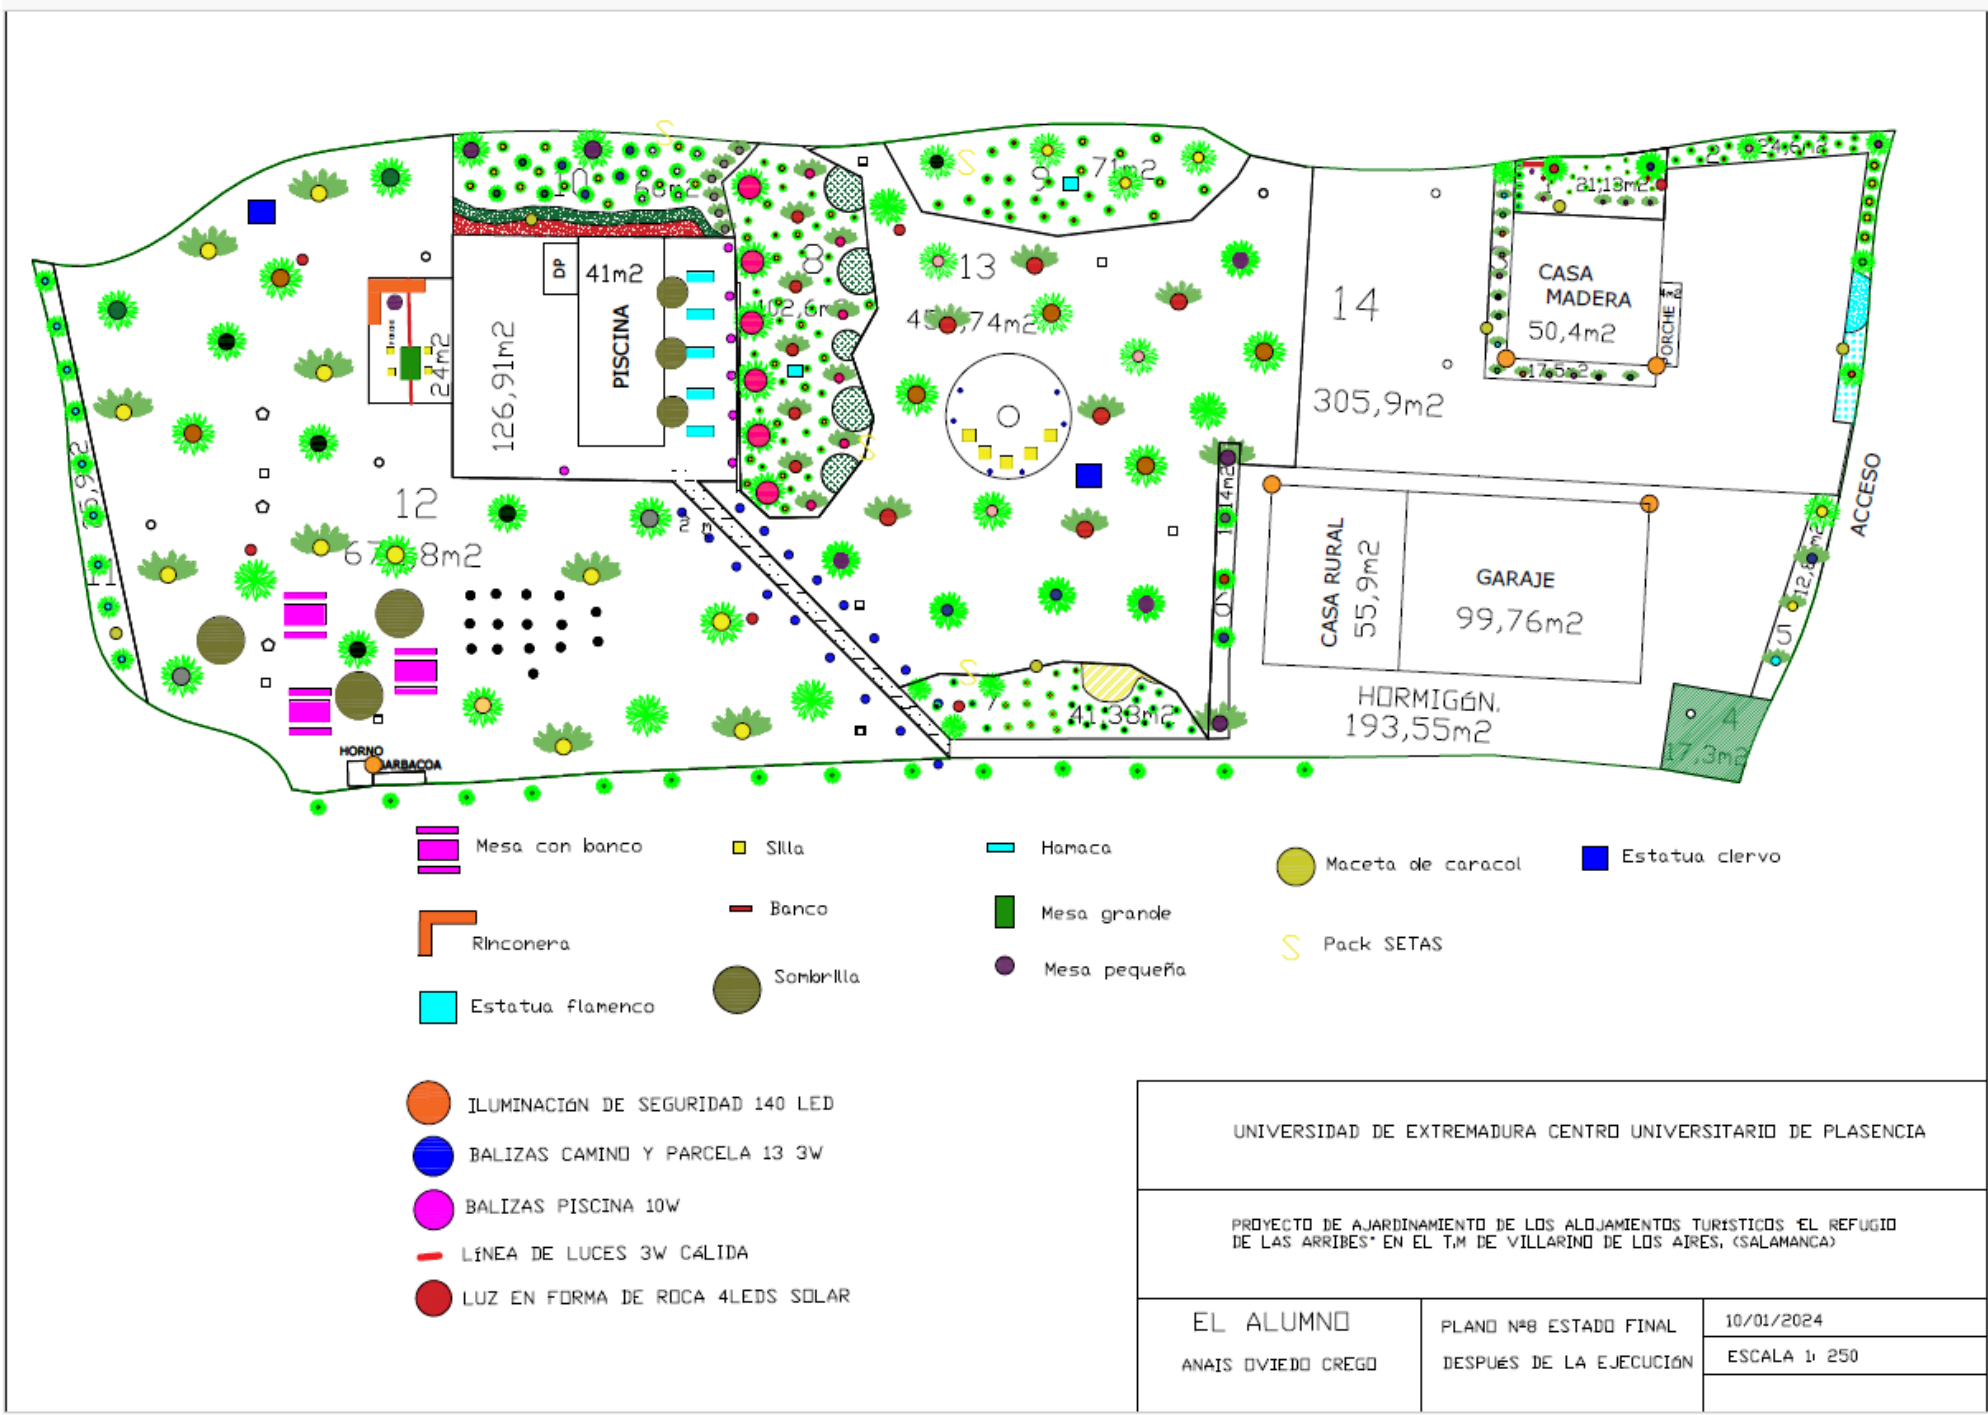 10
9
71m2
2
24,6m2
1
21,13m2
DP
41m2
PISCINA
126,91m2
24m2
8
13
14
305,9m2
CASA
MADERA
50,4m2
PORCHE
4m2
17,5m2
12
11
ACCESO
CASA RURAL
55,9m2
GARAJE
99,76m2
5
HORMIGóN.
193,55m2
4
17,3m2
7
41,38m2
HORNO
BARBACOA
Mesa con banco
SIlla
Hamaca
Maceta de caracol
Estatua cIervo
RInconera
Banco
Mesa grande
Pack SETAS
Mesa pequeña
SombrIlla
Estatua flamenco
ILUMINACIóN DE SEGURIDAD 140 LED
BALIZAS CAMINO Y PARCELA 13 3W
BALIZAS PISCINA 10W
LíNEA DE LUCES 3W CáLIDA
LUZ EN FORMA DE ROCA 4LEDS SOLAR
UNIVERSIDAD DE EXTREMADURA CENTRO UNIVERSITARIO DE PLASENCIA
PROYECTO DE AJARDINAMIENTO DE LOS ALOJAMIENTOS TURíSTICOS "EL REFUGIO
DE LAS ARRIBES" EN EL T.M DE VILLARINO DE LOS AIRES, (SALAMANCA)
EL ALUMNO
ANAIS OVIEDO CREGO
PLANO Nº8 ESTADO FINAL
DESPUéS DE LA EJECUCIóN
10/01/2024
ESCALA 1: 250